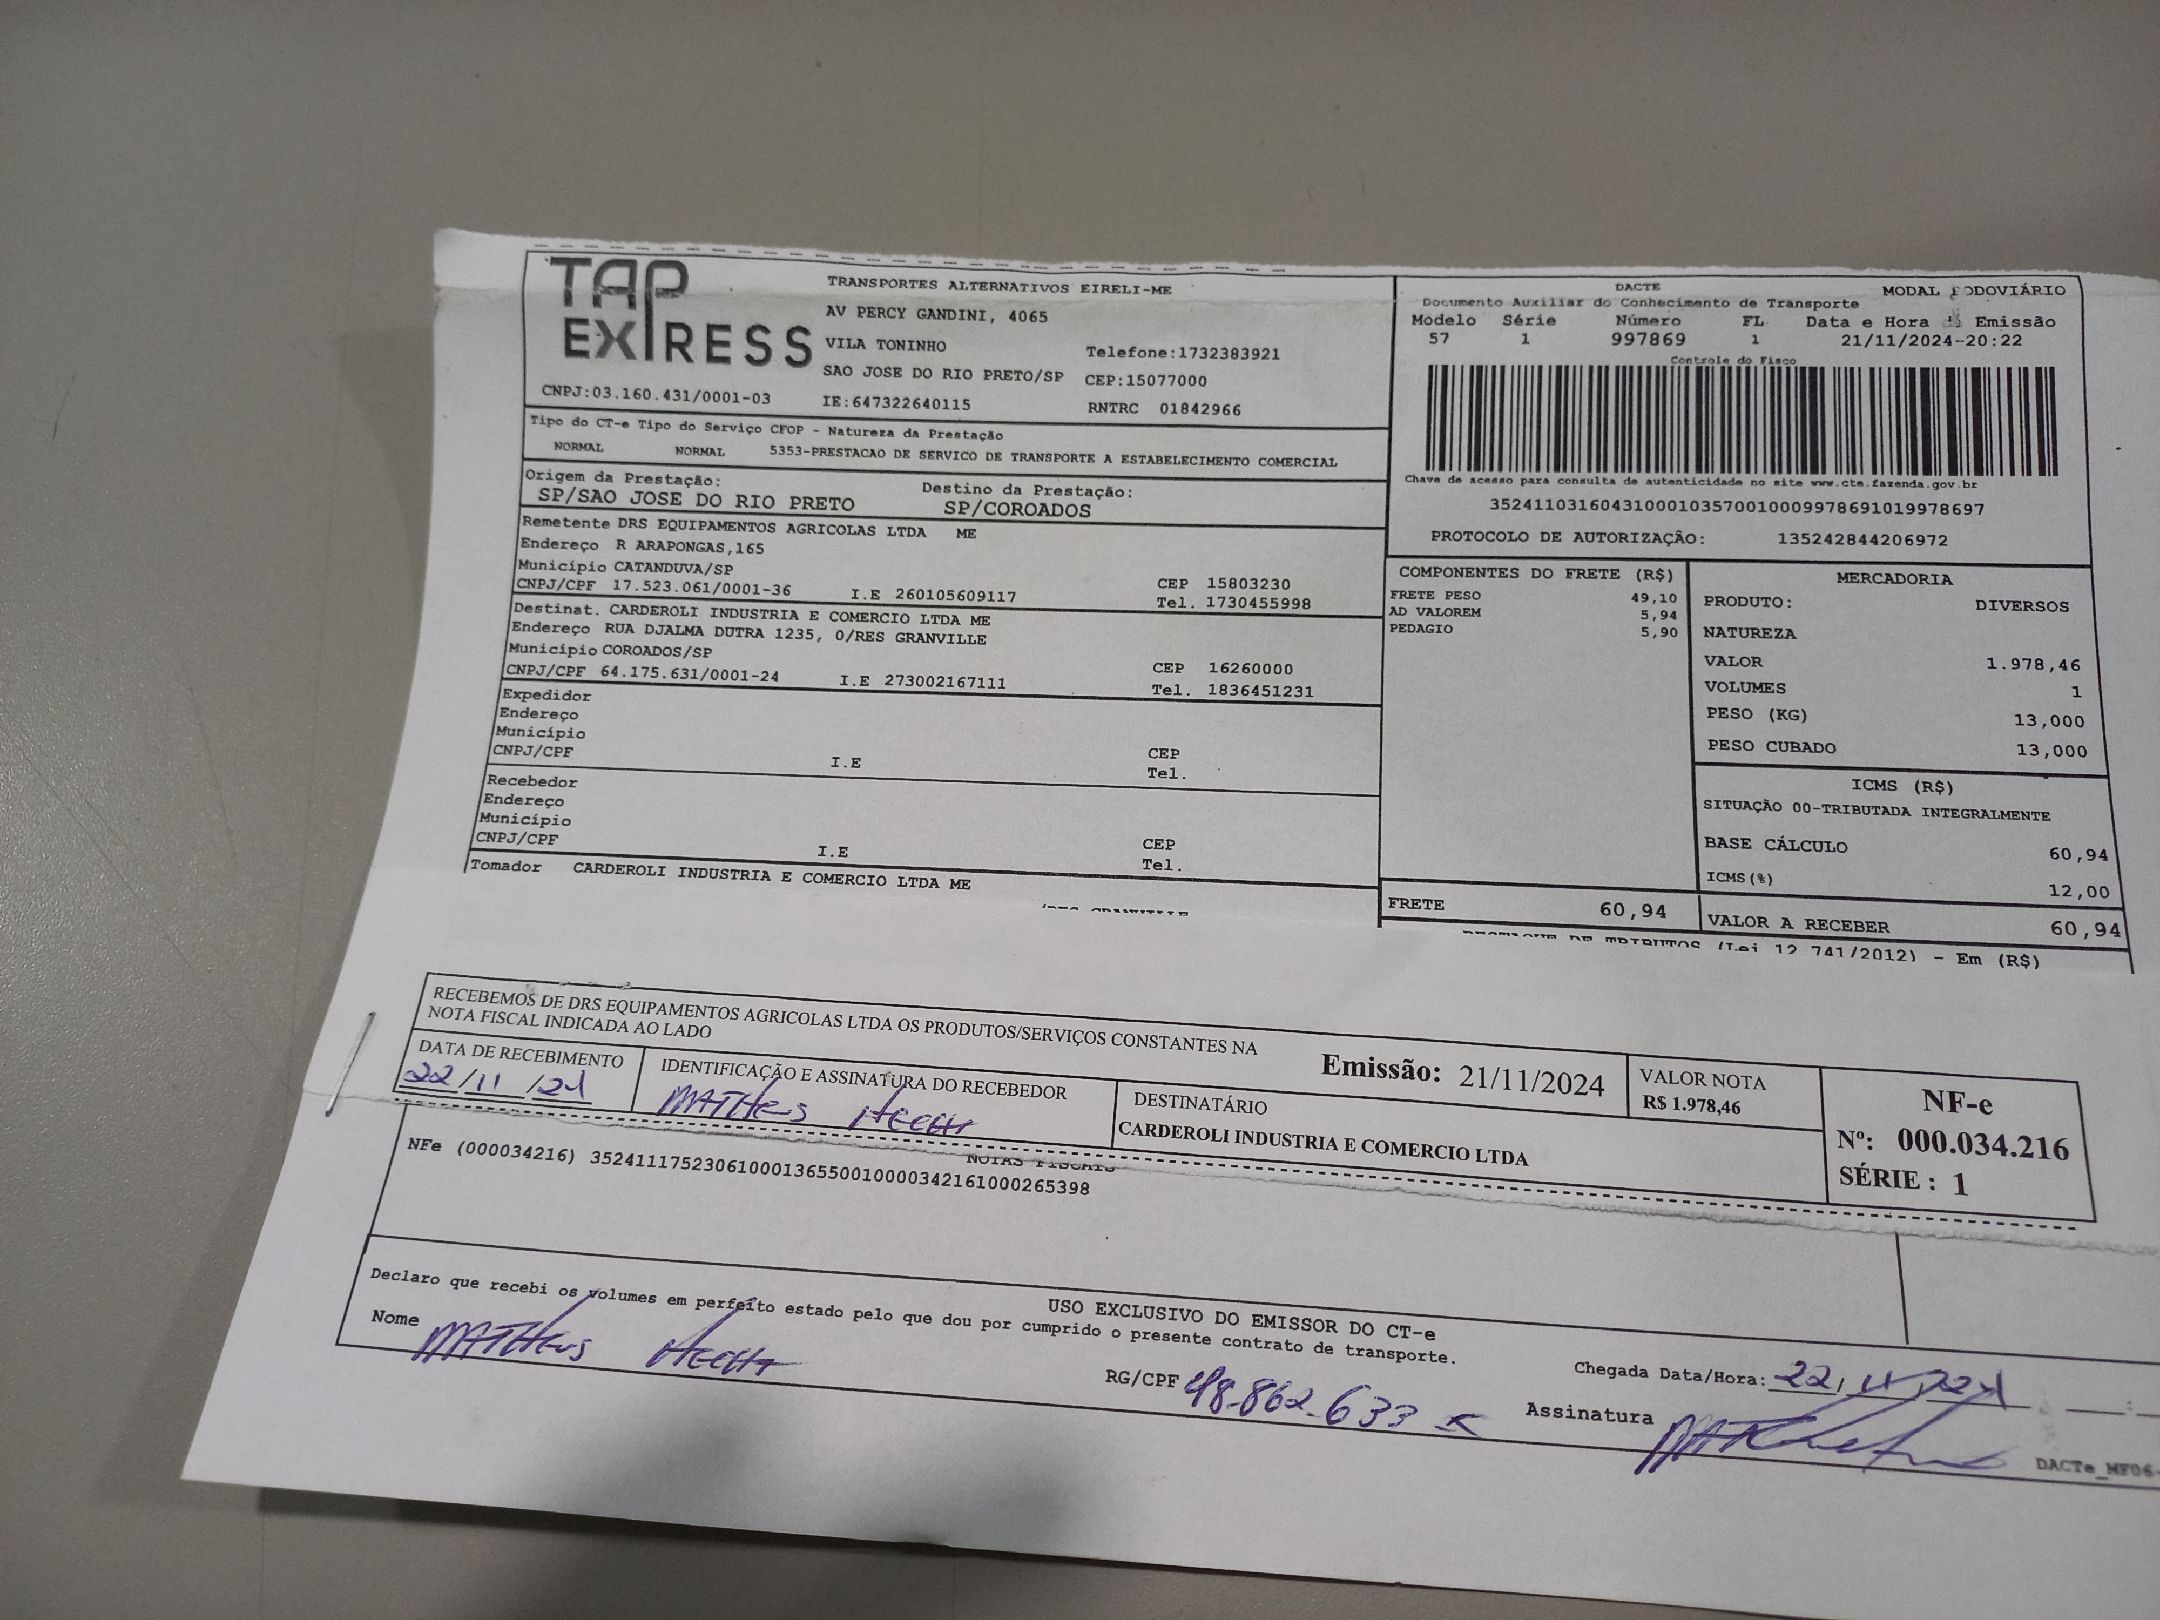 TAP EXPRESS
TRANSPORTES ALTERNATIVOS EIRELI-ME
AV PERCY GANDINI, 4065
VILA TONINHO Telefone:1732383921
SAO JOSE DO RIO PRETO/SP CEP:15077000
CNPJ:03.160.431/0001-03 IE:647322640115 RNTRC 01842966
DACTE MODAL RODOVIÁRIO
Documento Auxiliar do Conhecimento de Transporte
Modelo Série Número FL Data e Hora Emissão
57 1 997869 1 21/11/2024-20:22
Controle do Fisco
Chave de acesso para consulta de autenticidade no site www.cte.fazenda.gov.br
35241103160431000103570010009978691019978697
PROTOCOLO DE AUTORIZAÇÃO: 135242844206972
Tipo do CT-e Tipo do Serviço CFOP - Natureza da Prestação
NORMAL NORMAL 5353-PRESTACAO DE SERVICO DE TRANSPORTE A ESTABELECIMENTO COMERCIAL
Origem da Prestação: Destino da Prestação:
SP/SAO JOSE DO RIO PRETO SP/COROADOS
Remetente DRS EQUIPAMENTOS AGRICOLAS LTDA ME
Endereço R ARAPONGAS,165
Município CATANDUVA/SP CEP 15803230
CNPJ/CPF 17.523.061/0001-36 I.E 260105609117 Tel. 1730455998
Destinat. CARDEROLI INDUSTRIA E COMERCIO LTDA ME
Endereço RUA DJALMA DUTRA 1235, 0/RES GRANVILLE
Município COROADOS/SP CEP 16260000
CNPJ/CPF 64.175.631/0001-24 I.E 273002167111 Tel. 1836451231
Expedidor
Endereço
Município CEP
CNPJ/CPF I.E Tel.
Recebedor
Endereço
Município CEP
CNPJ/CPF I.E Tel.
Tomador CARDEROLI INDUSTRIA E COMERCIO LTDA ME
COMPONENTES DO FRETE (R$)
FRETE PESO 49,10
AD VALOREM 5,94
PEDAGIO 5,90
FRETE 60,94
MERCADORIA
PRODUTO: DIVERSOS
NATUREZA
VALOR 1.978,46
VOLUMES 1
PESO (KG) 13,000
PESO CUBADO 13,000
ICMS (R$)
SITUAÇÃO 00-TRIBUTADA INTEGRALMENTE
BASE CÁLCULO 60,94
ICMS(%) 12,00
VALOR A RECEBER 60,94
DE TRIBUTOS (Lei 12.741/2012) - Em (R$)
RECEBEMOS DE DRS EQUIPAMENTOS AGRICOLAS LTDA OS PRODUTOS/SERVIÇOS CONSTANTES NA
NOTA FISCAL INDICADA AO LADO
Emissão: 21/11/2024
VALOR NOTA
R$ 1.978,46
NF-e
Nº: 000.034.216
SÉRIE : 1
DATA DE RECEBIMENTO
22/11/24
IDENTIFICAÇÃO E ASSINATURA DO RECEBEDOR
MATHEUS
DESTINATÁRIO
CARDEROLI INDUSTRIA E COMERCIO LTDA
NOTAS FISCAIS
NFe (000034216) 35241117523061000136550010000342161000265398
USO EXCLUSIVO DO EMISSOR DO CT-e
Declaro que recebi os volumes em perfeito estado pelo que dou por cumprido o presente contrato de transporte.
Nome MATHEUS
RG/CPF 48.862.633
Chegada Data/Hora: 22/11/24
Assinatura
DACTe_MF06-